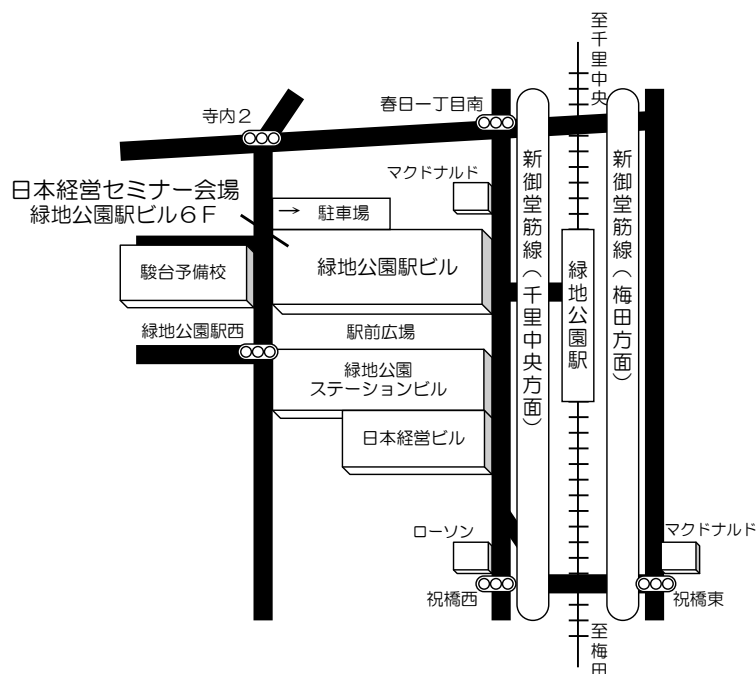 至千里中央
春日一丁目南
寺内２
マクドナルド
日本経営セミナー会場
緑地公園駅ビル６Ｆ
→ 駐車場
新御堂筋線（千里中央方面）
新御堂筋線（梅田方面）
緑地公園駅ビル
駿台予備校
緑地公園駅
緑地公園駅西
駅前広場
緑地公園
ステーションビル
日本経営ビル
ローソン
マクドナルド
祝橋西
祝橋東
至梅田